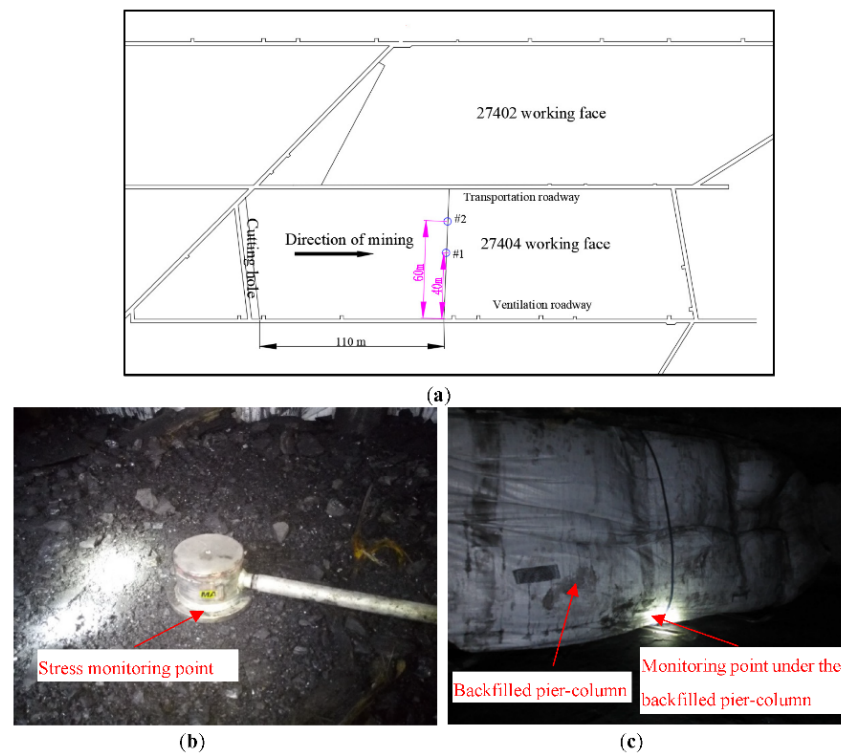 27402 working face
Transportation roadway
#2
Cutting hole
Direction of mining
#1
27404 working face
60m
40m
Ventilation roadway
110 m
(a)
MA
Stress monitoring point
Backfilled pier-column
Monitoring point under the
backfilled pier-column
(b)
(c)